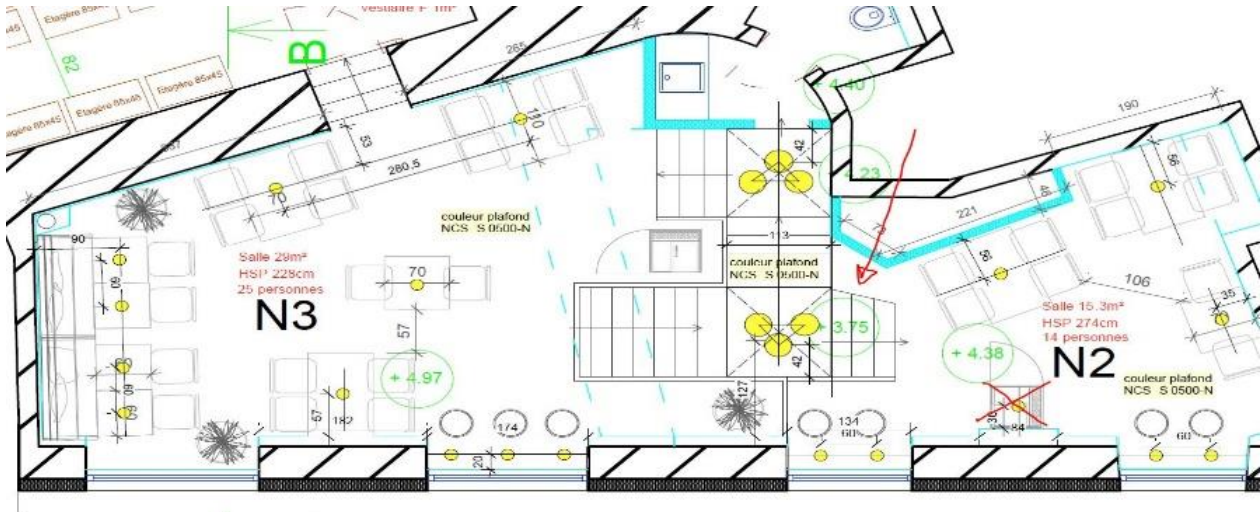 Etagère 85x45
Etagère 85x45
vestiaire F 1m²
82
B
Etagère 85x45
Etagère 85x45
Etagère 85x45
265
110
53
280.5
70
42
+ 4.40
4.23
190
56
46
221
113
couleur plafond
NCS S 0500-N
couleur plafond
NCS S 0500-N
90
60
Salle 29m²
HSP 228cm
25 personnes
N3
70
57
106
35
Salle 15.3m²
HSP 274cm
14 personnes
N2
+ 3.75
+ 4.38
+ 4.97
42
127
60
57
182
174
20
134
60
84
couleur plafond
NCS S 0500-N
60